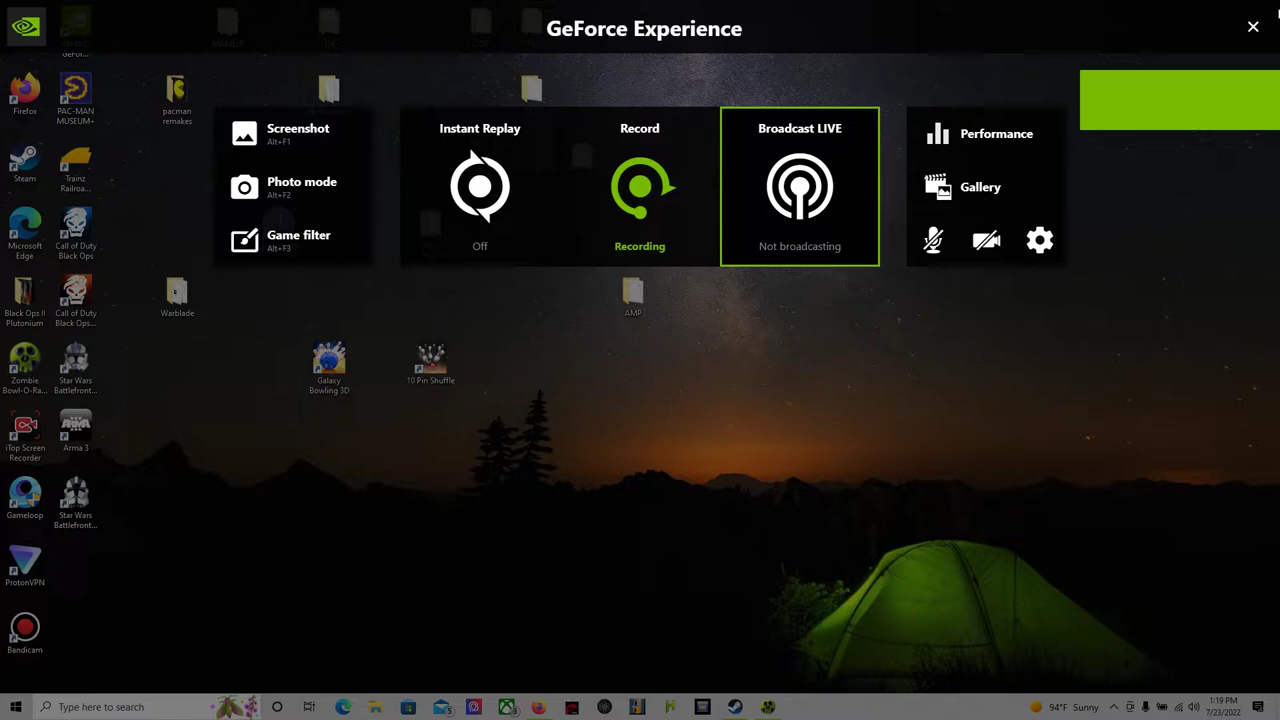 GeForce Experience
Screenshot
Alt+F1
Photo mode
Alt+F2
Game filter
Alt+F3
Instant Replay
Off
Record
Recording
Broadcast LIVE
Not broadcasting
Performance
Gallery
GeFor...
Firefox
PAC-MAN
MUSEUM+
pacman
remakes
Steam
Trainz
Railroa...
Microsoft
Edge
Call of Duty
Black Ops
Black Ops II
Plutonium
Call of Duty
Black Ops...
Warblade
AMP
Zombie
Bowl-O-Ra...
Star Wars
Battlefront...
Galaxy
Bowling 3D
10 Pin Shuffle
iTop Screen
Recorder
Arma 3
Gameloop
Star Wars
Battlefront...
ProtonVPN
Bandicam
Type here to search
94°F Sunny
1:19 PM
7/23/2022